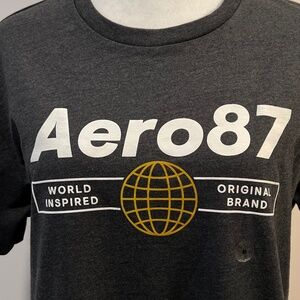 Aero87
WORLD
INSPIRED
ORIGINAL
BRAND